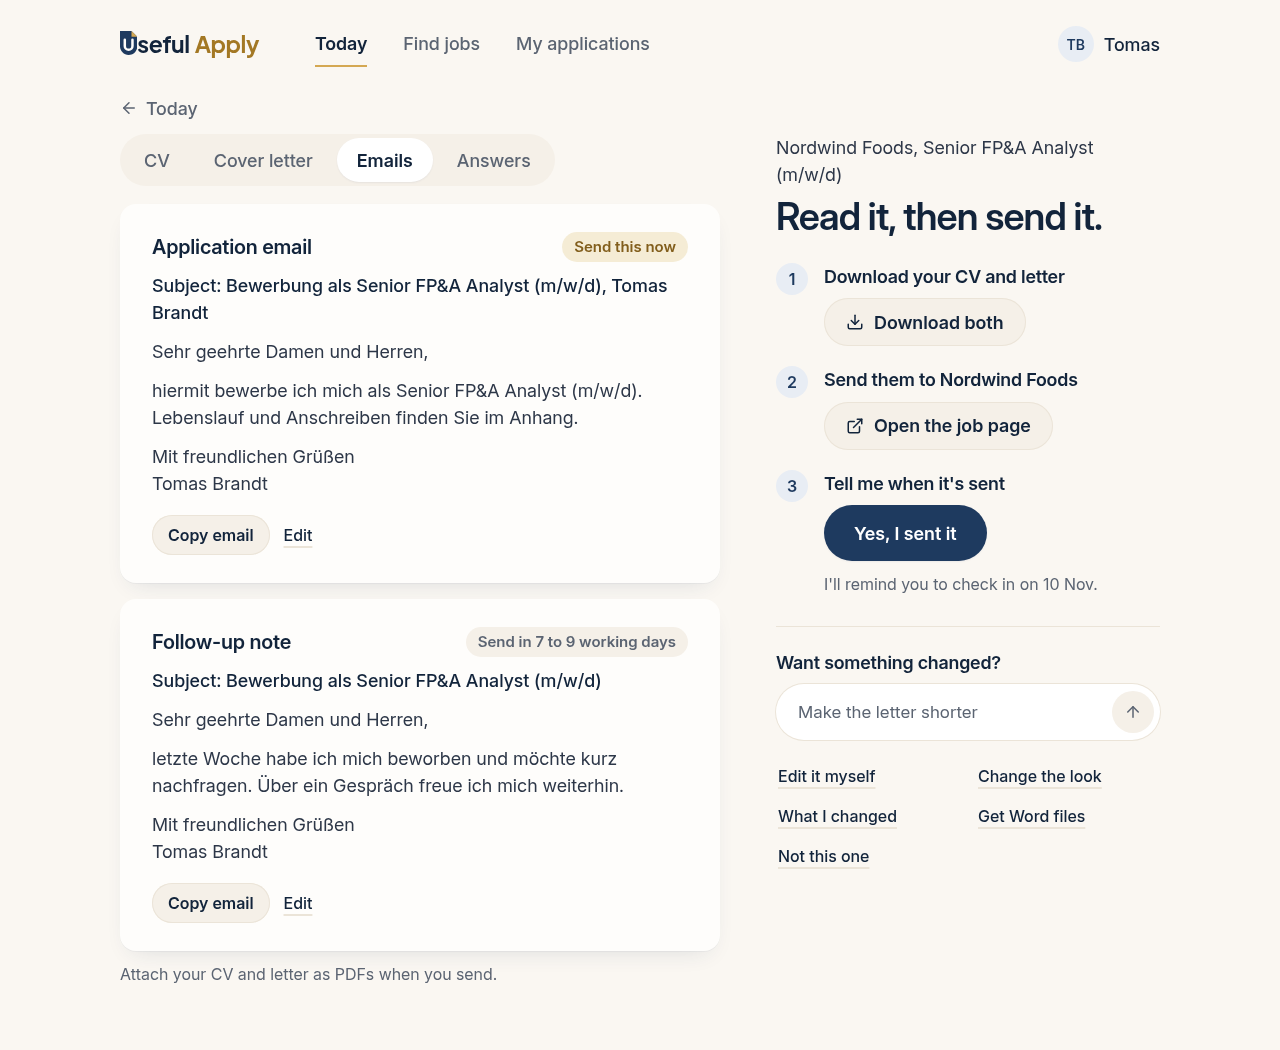 Useful Apply
Today
Find jobs
My applications
TB
Tomas
Today
CV
Cover letter
Emails
Answers
Application email
Send this now
Subject: Bewerbung als Senior FP&A Analyst (m/w/d), Tomas
Brandt
Sehr geehrte Damen und Herren,
hiermit bewerbe ich mich als Senior FP&A Analyst (m/w/d).
Lebenslauf und Anschreiben finden Sie im Anhang.
Mit freundlichen Grüßen
Tomas Brandt
Copy email
Edit
Follow-up note
Send in 7 to 9 working days
Subject: Bewerbung als Senior FP&A Analyst (m/w/d)
Sehr geehrte Damen und Herren,
letzte Woche habe ich mich beworben und möchte kurz
nachfragen. Über ein Gespräch freue ich mich weiterhin.
Mit freundlichen Grüßen
Tomas Brandt
Copy email
Edit
Attach your CV and letter as PDFs when you send.
Nordwind Foods, Senior FP&A Analyst
(m/w/d)
Read it, then send it.
1
Download your CV and letter
Download both
2
Send them to Nordwind Foods
Open the job page
3
Tell me when it's sent
Yes, I sent it
I'll remind you to check in on 10 Nov.
Want something changed?
Make the letter shorter
Edit it myself
Change the look
What I changed
Get Word files
Not this one